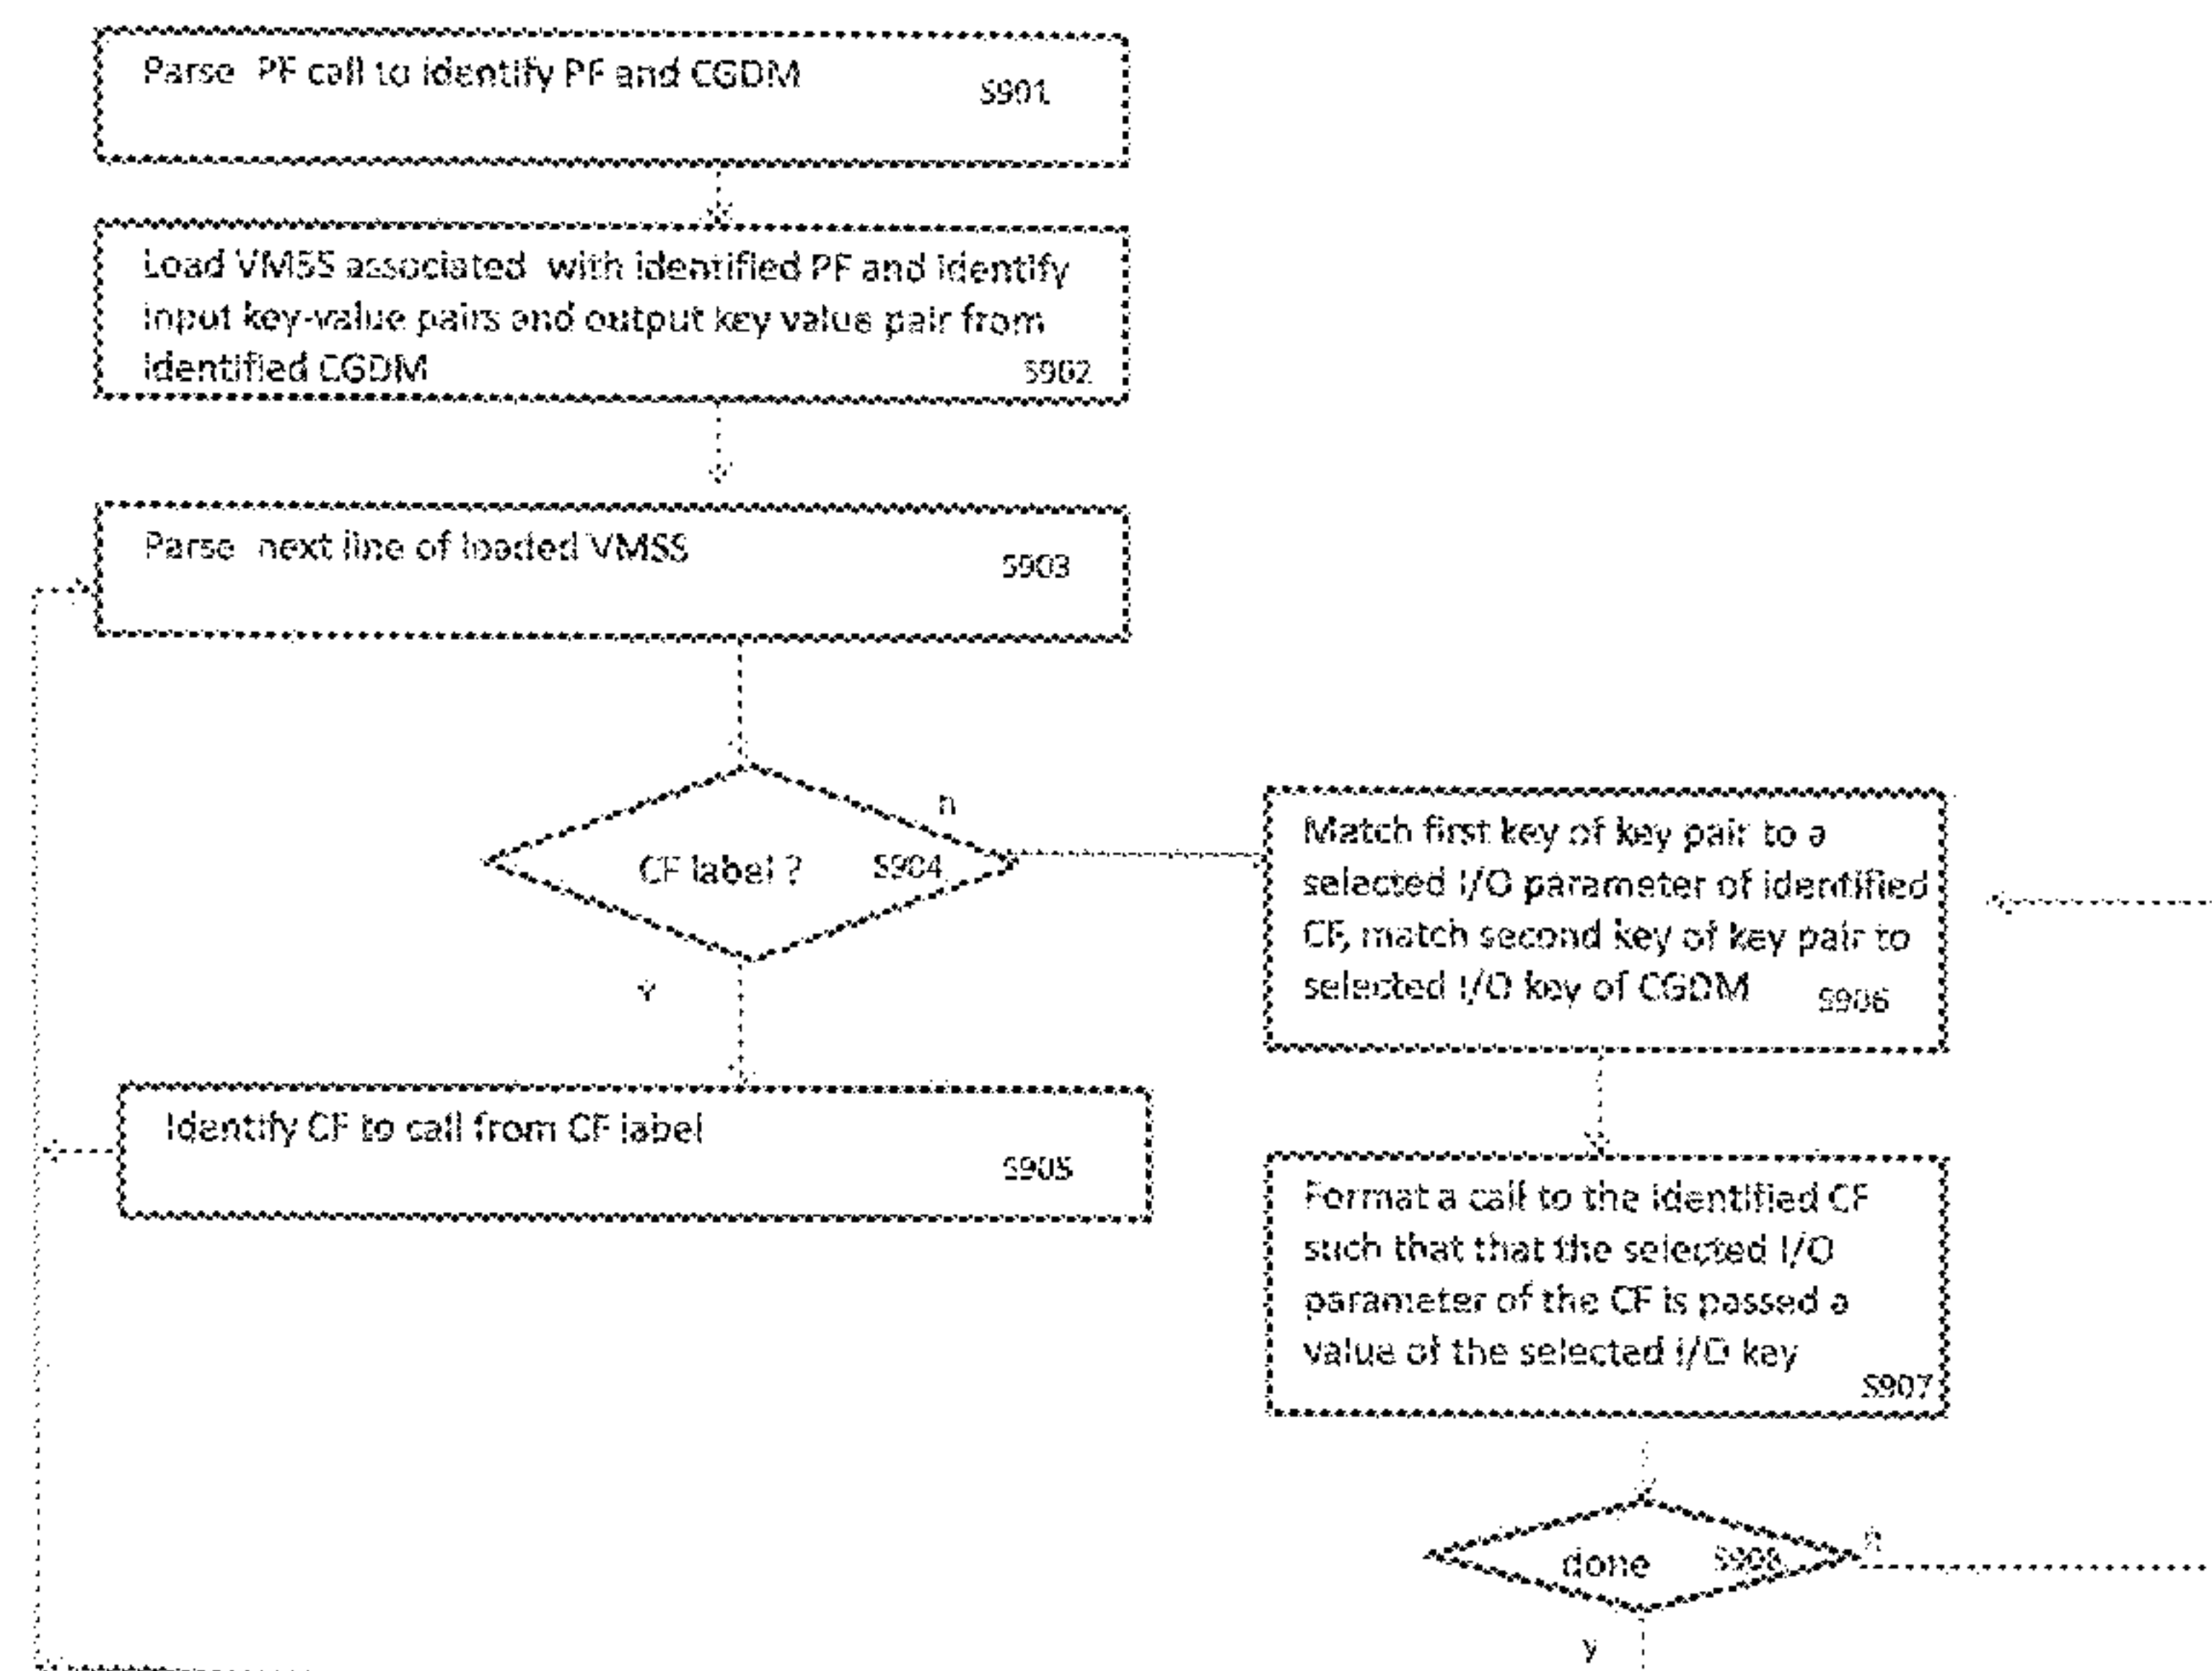 Parse PF call to identify PF and CGDM
S901
Load VMSS associated with identified PF and identify
input key-value pairs and output key value pair from
identified CGDM
S902
Parse next line of loaded VMSS
S903
n
CF label ?
S904
y
Identify CF to call from CF label
S905
Match first key of key pair to a
selected I/O parameter of identified
CF, match second key of key pair to
selected I/O key of CGDM
S906
Format a call to the identified CF
such that that the selected I/O
parameter of the CF is passed a
value of the selected I/O key
S907
done
S908
n
y